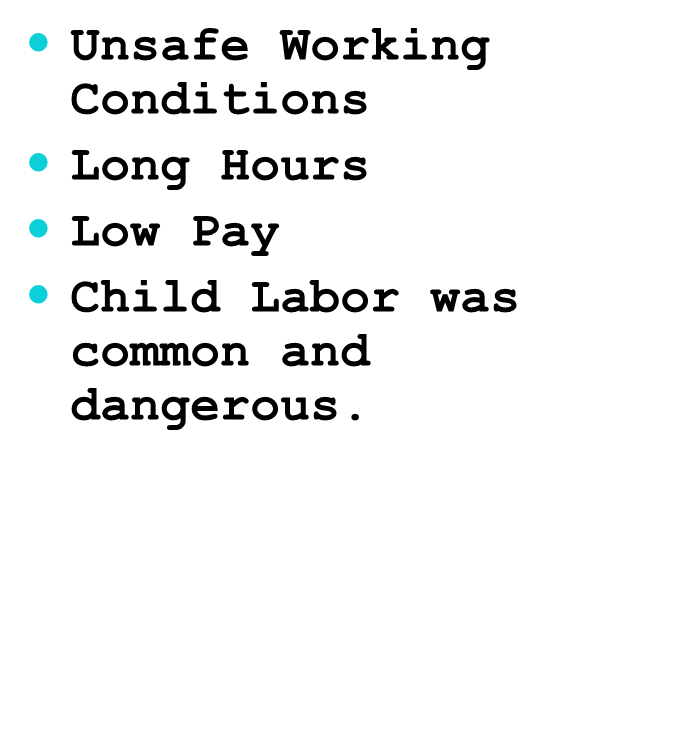 • Unsafe Working
Conditions
• Long Hours
• Low Pay
• Child Labor was
common and
dangerous.